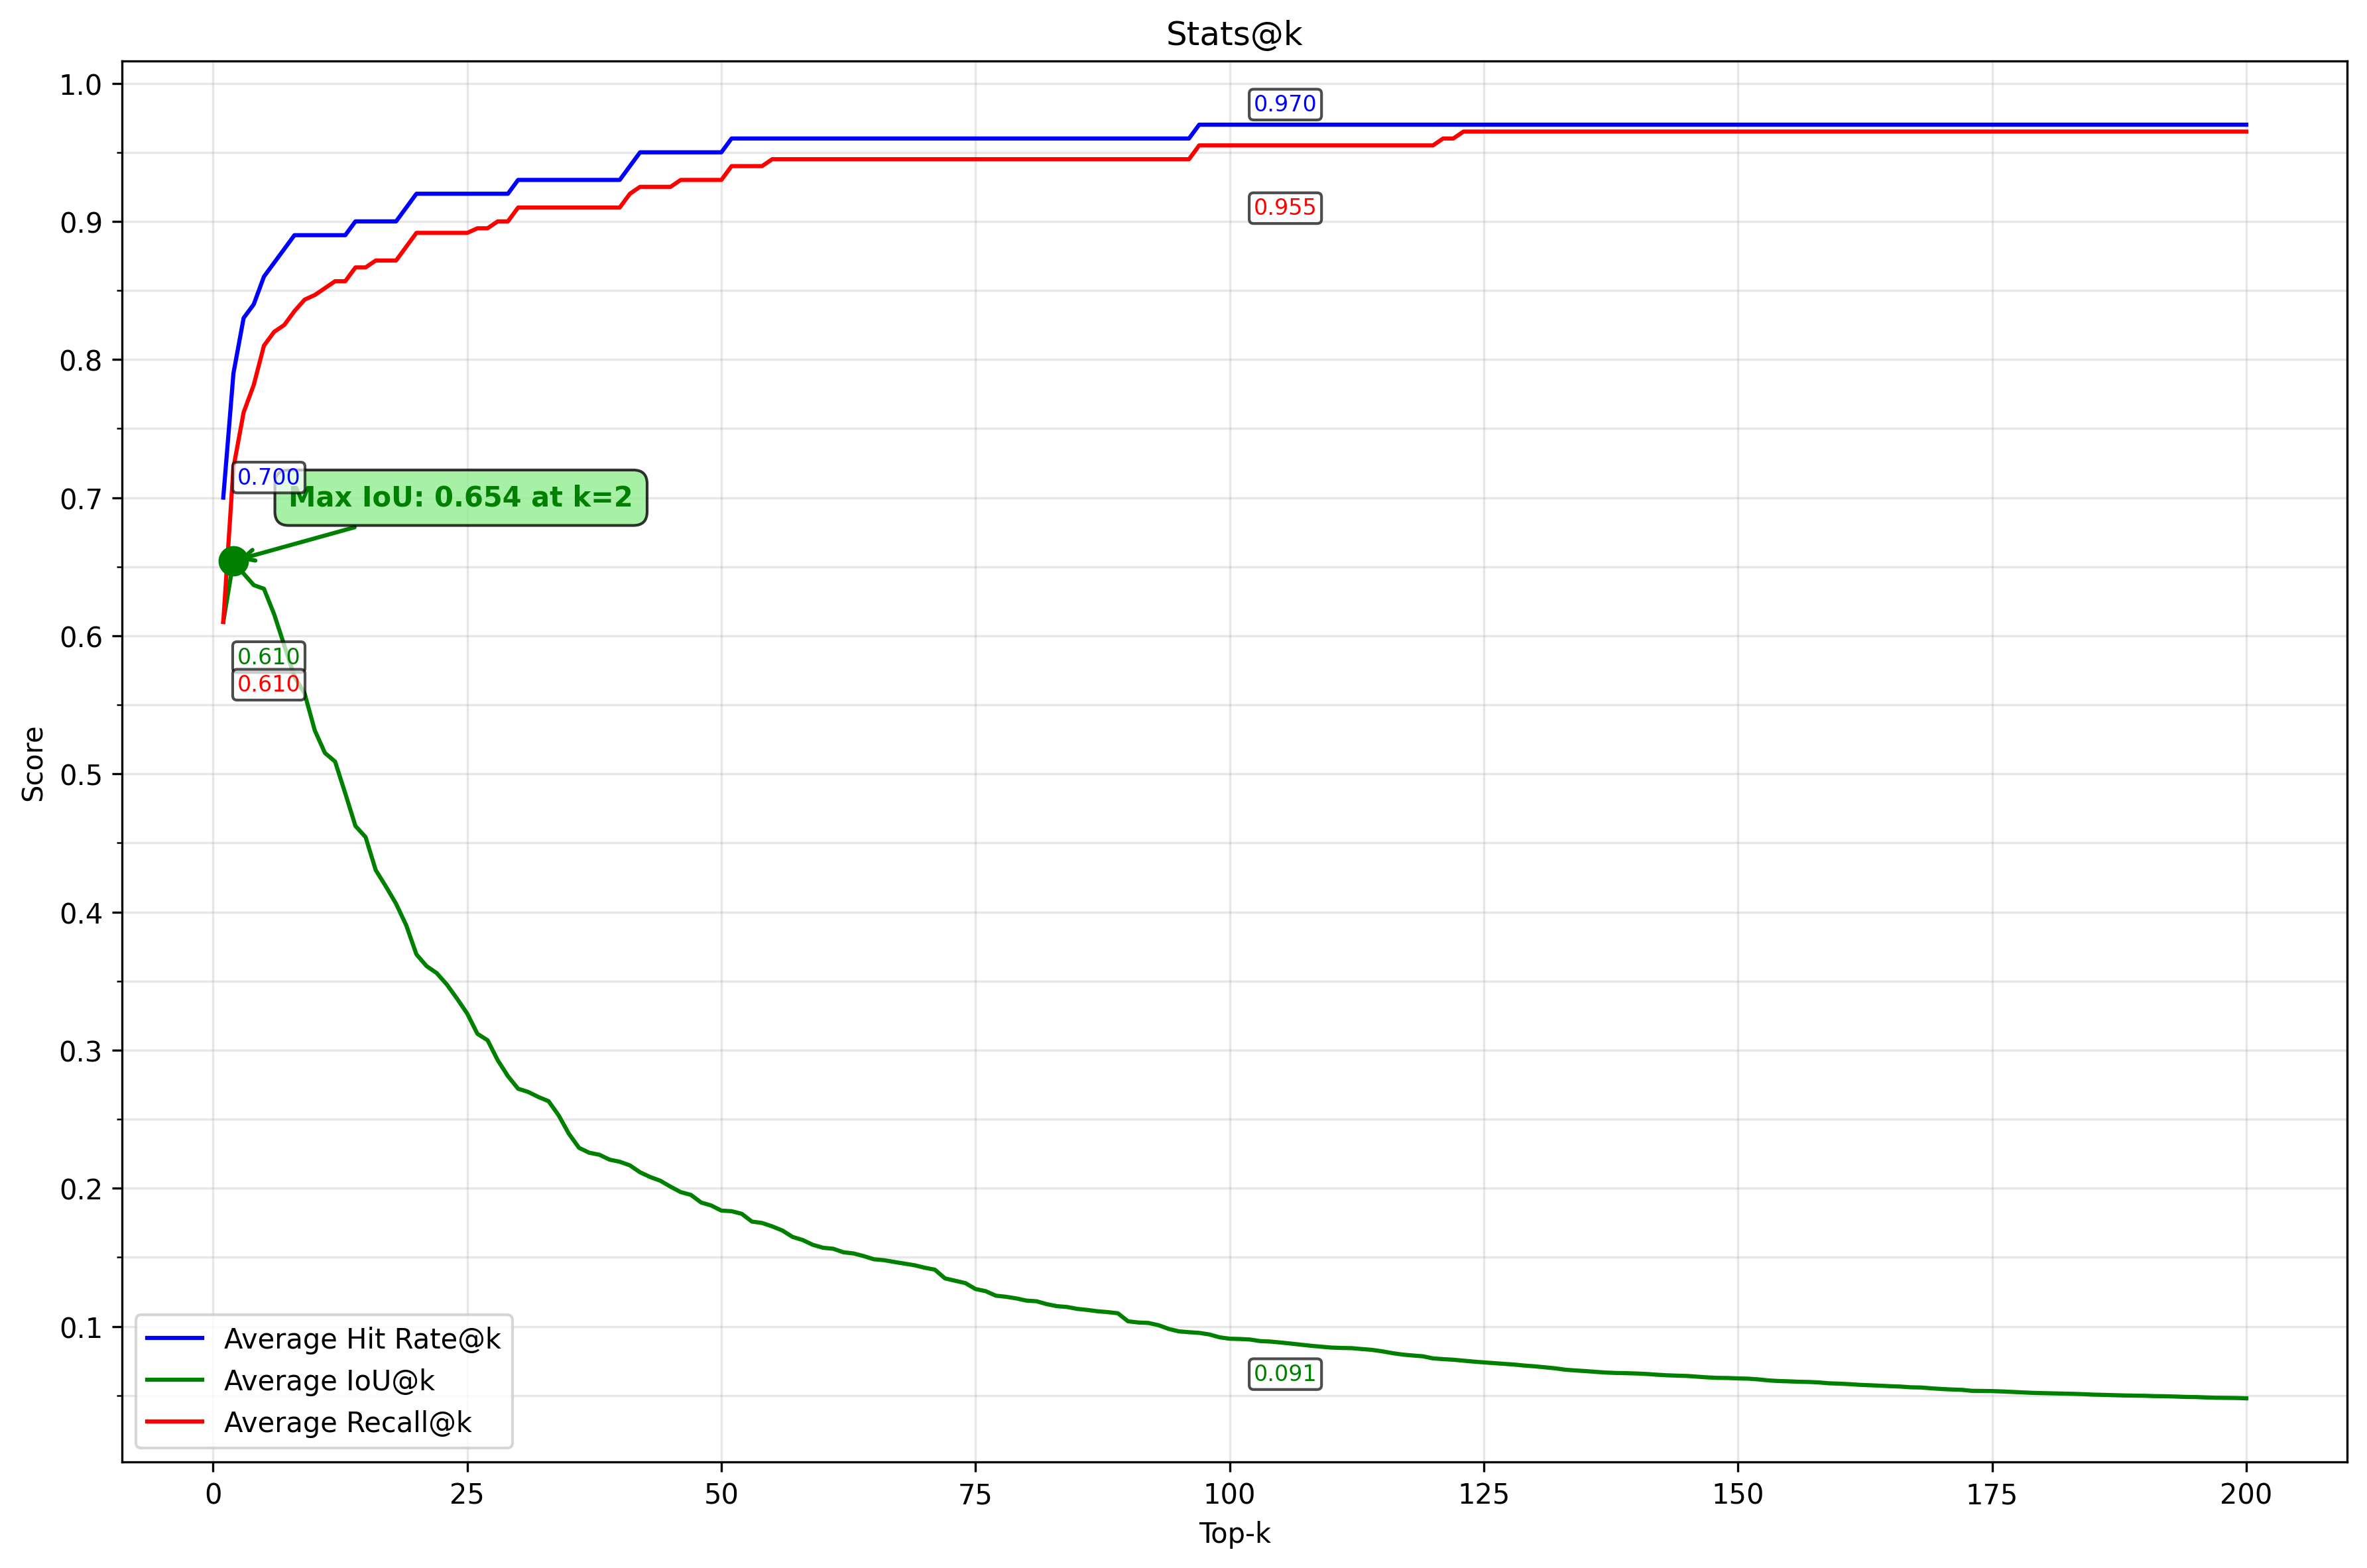 Stats@k
1.0
0.9
0.8
0.7
0.6
0.5
0.4
0.3
0.2
0.1
Score
0.970
0.955
0.700
Max IoU: 0.654 at k=2
0.610
0.610
0.091
Average Hit Rate@k
Average IoU@k
Average Recall@k
0 25 50 75 100 125 150 175 200
Top-k